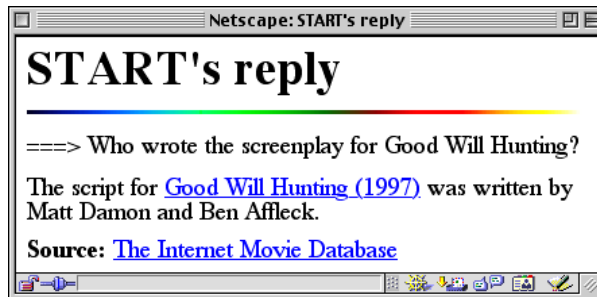 Netscape: START's reply
START's reply
===> Who wrote the screenplay for Good Will Hunting?
The script for Good Will Hunting (1997) was written by
Matt Damon and Ben Affleck.
Source: The Internet Movie Database